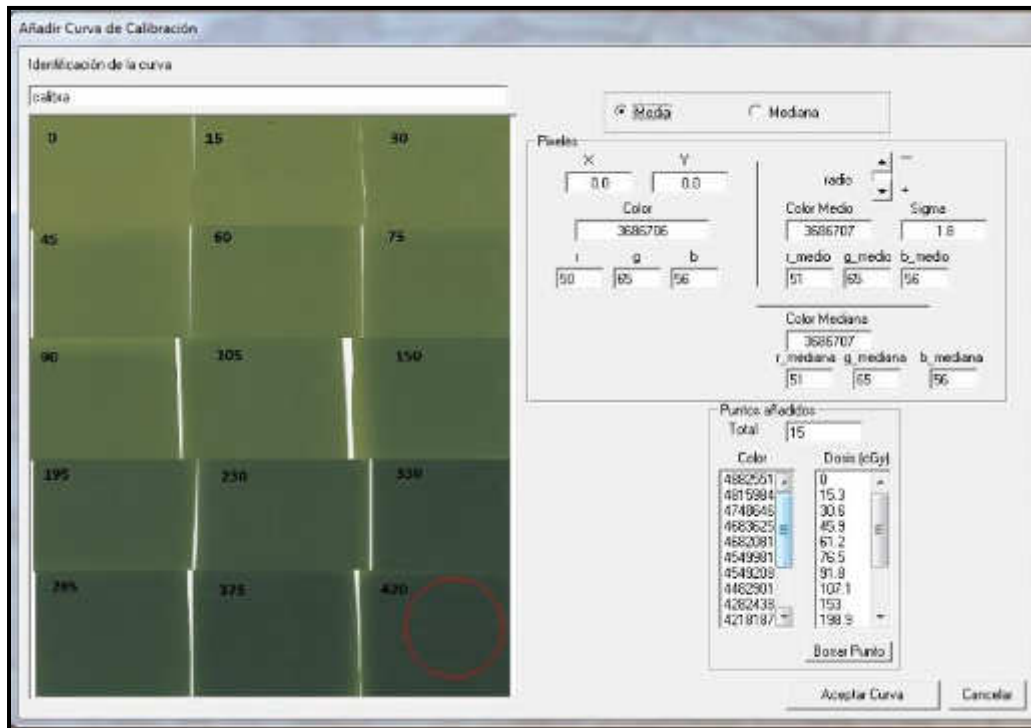 Añadir Curva de Calibración
Identificación de la curva
calibra
0 15 30
45 60 75
90 105 150
195 230 330
285 375 420
Media Mediana
Pixeles
X Y
0.0 0.0
Color
3686706
r g b
50 65 56
radio
Color Medio Sigma
3686707 1.8
r_medio g_medio b_medio
51 65 56
Color Mediana
3686707
r_mediana g_mediana b_mediana
51 65 56
Puntos añadidos
Total 15
Color Dosis (cGy)
4882551 0
4815984 15.3
4748646 30.6
4683625 45.9
4682081 61.2
4549981 76.5
4549208 91.8
4462901 107.1
4282438 153
4218187 198.9
Borrar Punto
Aceptar Curva Cancelar